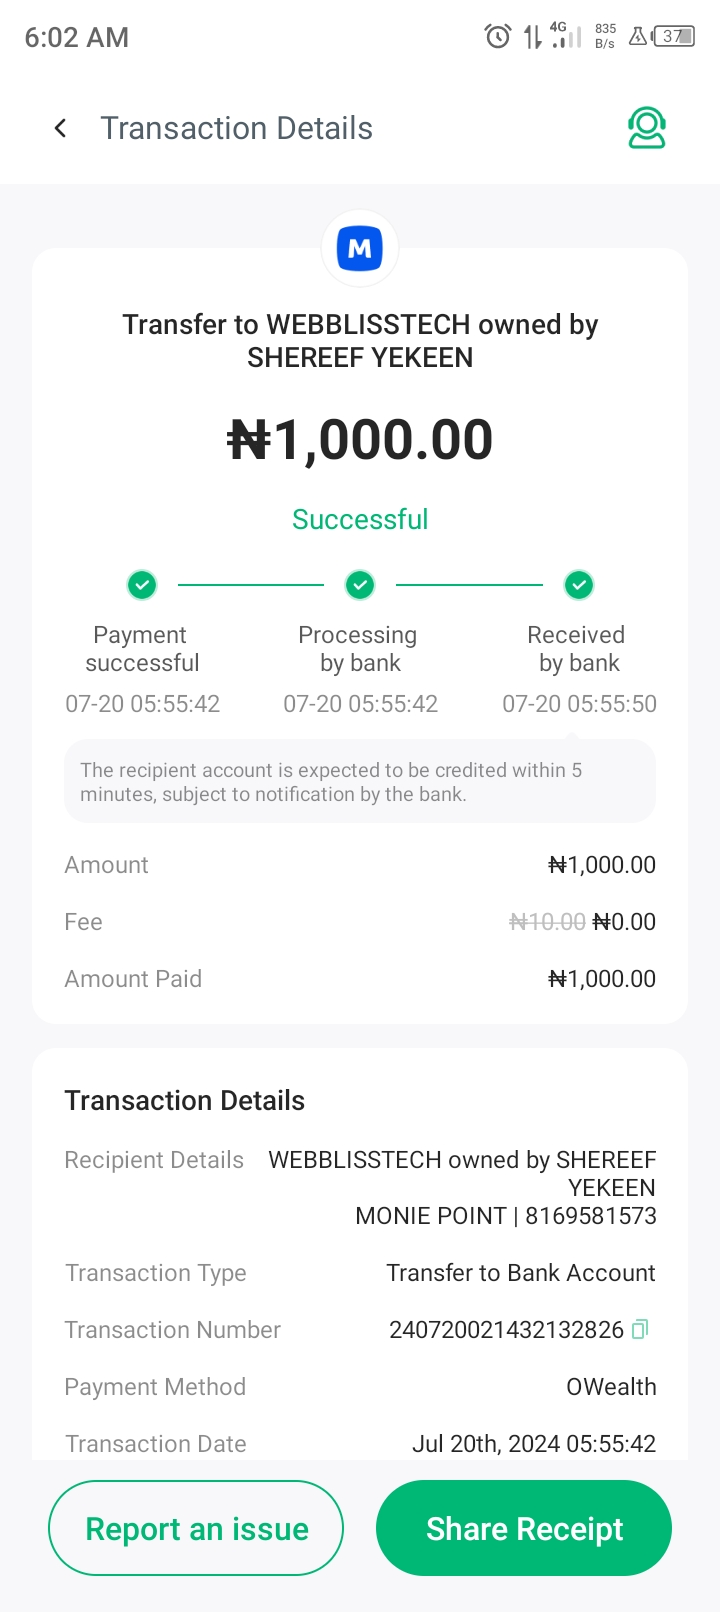 6:02 AM
4G
835
B/s
37
Transaction Details
M
Transfer to WEBBLISSTECH owned by
SHEREEF YEKEEN
₦1,000.00
Successful
Payment
successful
07-20 05:55:42
Processing
by bank
07-20 05:55:42
Received
by bank
07-20 05:55:50
The recipient account is expected to be credited within 5
minutes, subject to notification by the bank.
Amount ₦1,000.00
Fee ₦10.00 ₦0.00
Amount Paid ₦1,000.00
Transaction Details
Recipient Details WEBBLISSTECH owned by SHEREEF
YEKEEN
MONIE POINT | 8169581573
Transaction Type Transfer to Bank Account
Transaction Number 240720021432132826
Payment Method OWealth
Transaction Date Jul 20th, 2024 05:55:42
Report an issue
Share Receipt